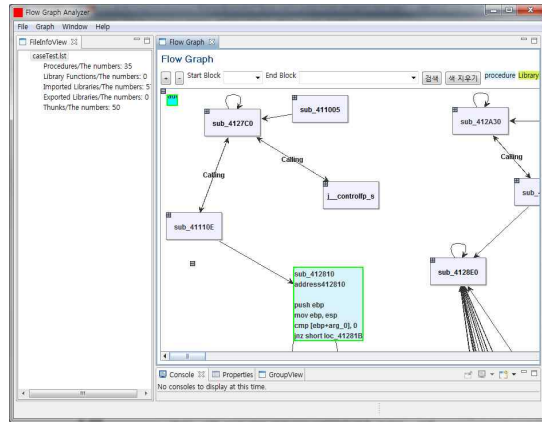 Flow Graph Analyzer
File Graph Window Help
FileInfoView
caseTest.lst
Procedures/The numbers: 35
Library Functions/The numbers: 0
Imported Libraries/The numbers: 5
Exported Libraries/The numbers: 0
Thunks/The numbers: 50
Flow Graph
Flow Graph
+ - Start Block End Block 검색 색 지우기 procedure Library
sub_4127C0
sub_411005
sub_412A30
Calling
Calling
Calling
j__controlfp_s
sub_41110E
sub_4128E0
sub_412810
address412810
push ebp
mov ebp, esp
cmp [ebp+arg_0], 0
jnz short loc_41281B
Console Properties GroupView
No consoles to display at this time.